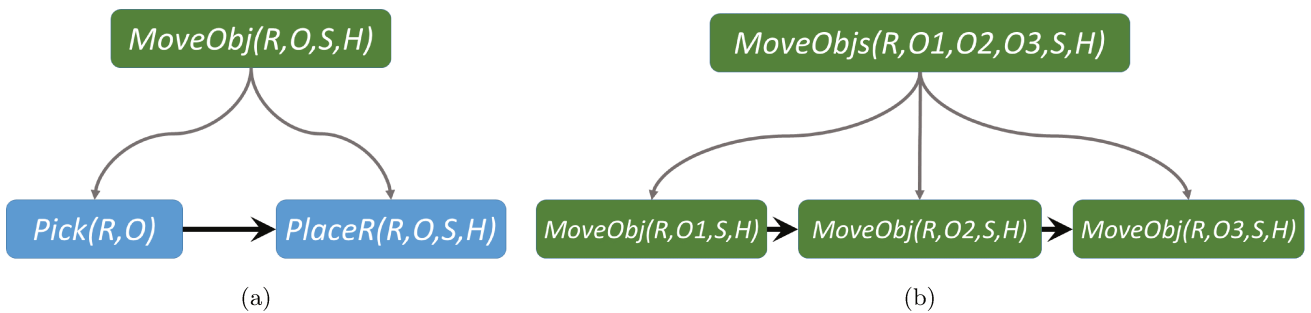 MoveObj(R,O,S,H)
Pick(R,O)
PlaceR(R,O,S,H)
(a)
MoveObjs(R,O1,O2,O3,S,H)
MoveObj(R,O1,S,H)
MoveObj(R,O2,S,H)
MoveObj(R,O3,S,H)
(b)